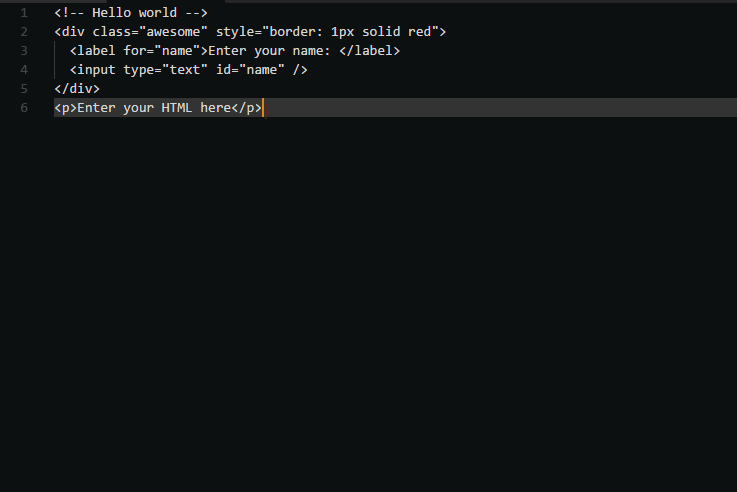 1 <!-- Hello world -->
2 <div class="awesome" style="border: 1px solid red">
3   <label for="name">Enter your name: </label>
4   <input type="text" id="name" />
5 </div>
6 <p>Enter your HTML here</p>